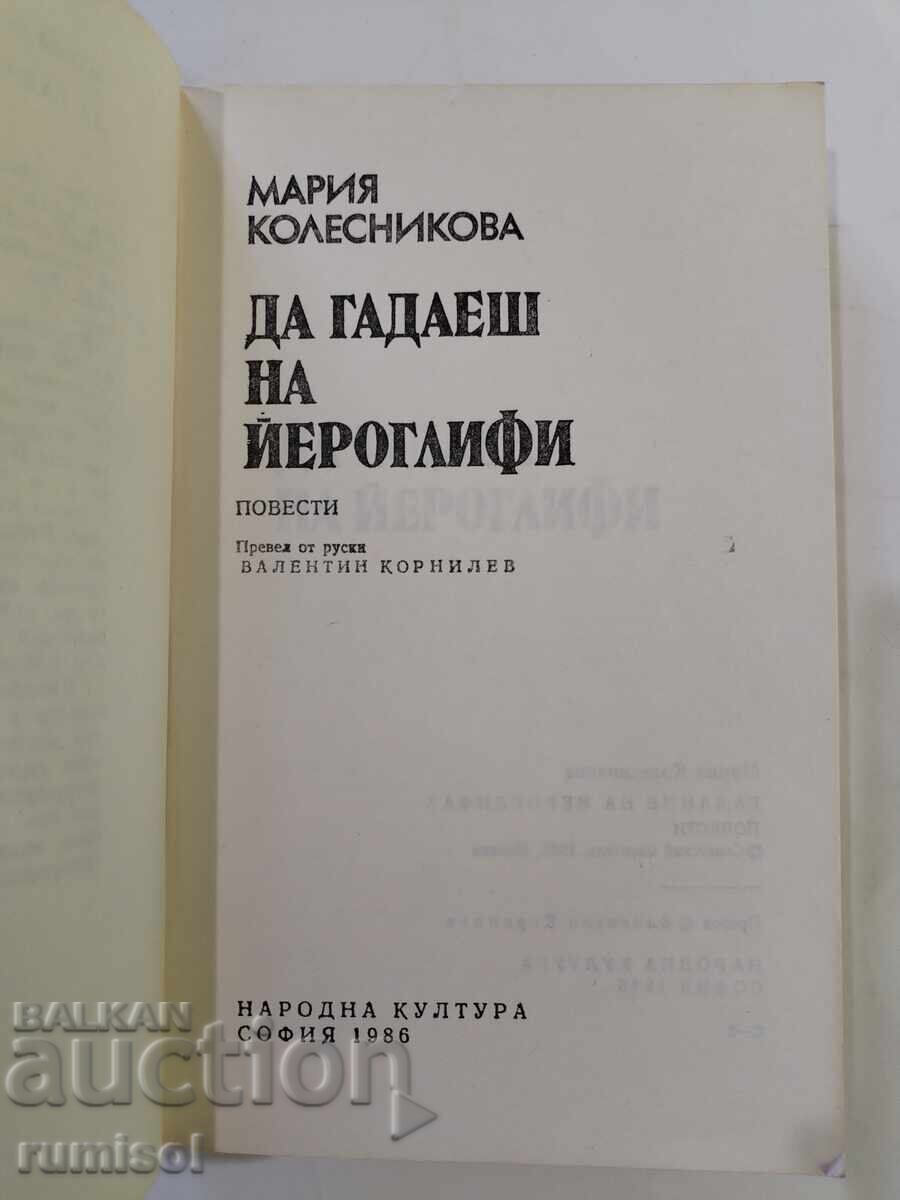 МАРИЯ
КОЛЕСНИКОВА
ДА ГАДАЕШ
НА
ЙЕРОГЛИФИ
ПОВЕСТИ
Превел от руски
ВАЛЕНТИН КОРНИЛЕВ
НАРОДНА КУЛТУРА
СОФИЯ 1986
BALKAN
auction
rumisol